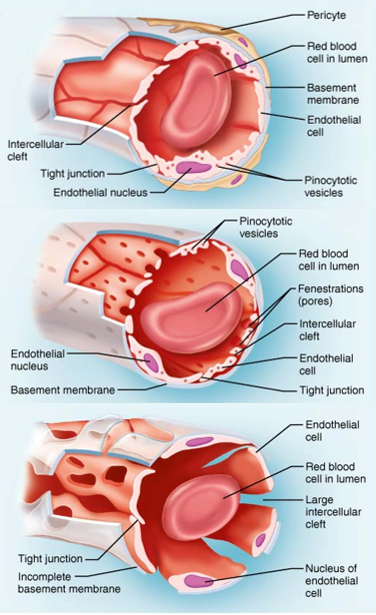 Pericyte
Red blood
cell in lumen
Basement
membrane
Endothelial
cell
Intercellular
cleft
Tight junction
Endothelial nucleus
Pinocytotic
vesicles
Pinocytotic
vesicles
Red blood
cell in lumen
Fenestrations
(pores)
Intercellular
cleft
Endothelial
nucleus
Endothelial
cell
Basement membrane
Tight junction
Endothelial
cell
Red blood
cell in lumen
Large
intercellular
cleft
Tight junction
Incomplete
basement membrane
Nucleus of
endothelial
cell